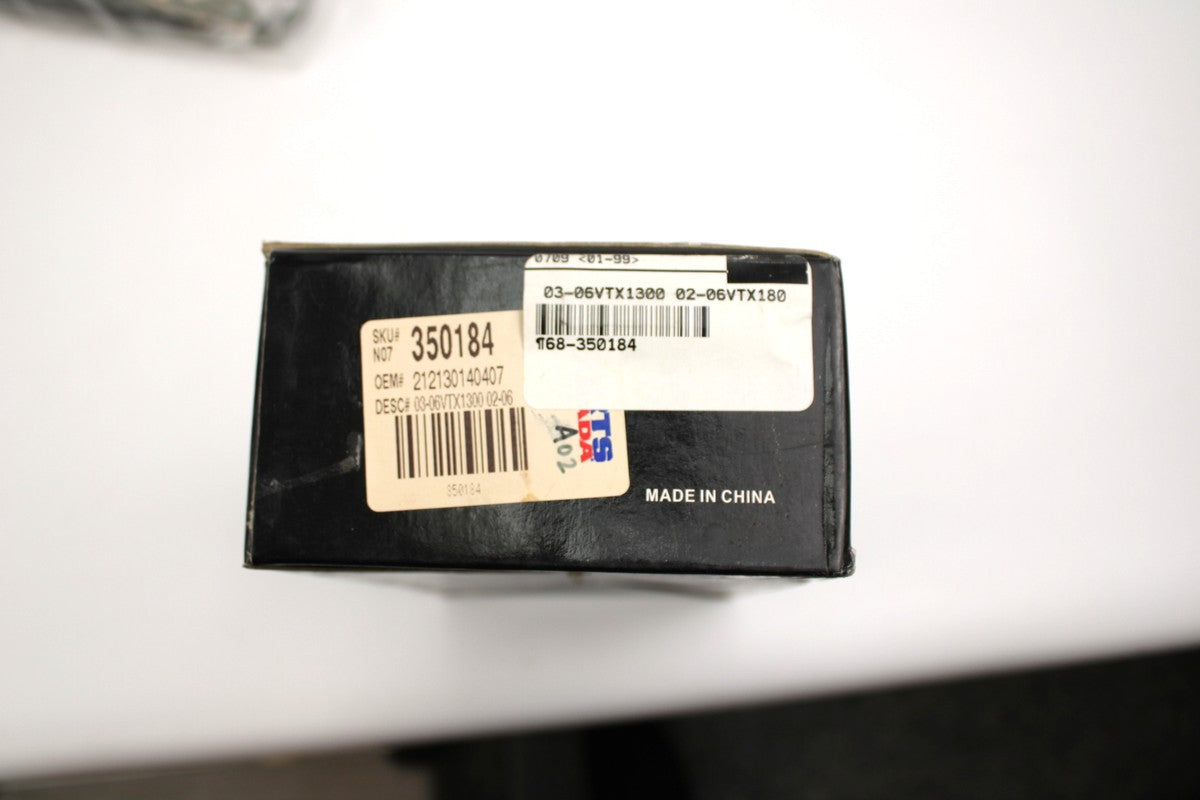 0709 <01-99>
03-06VTX1300 02-06VTX180
¶68-350184
SKU# 350184
N07
OEM# 212130140407
DESC# 03-06VTX1300 02-06
350184
A02
MADE IN CHINA